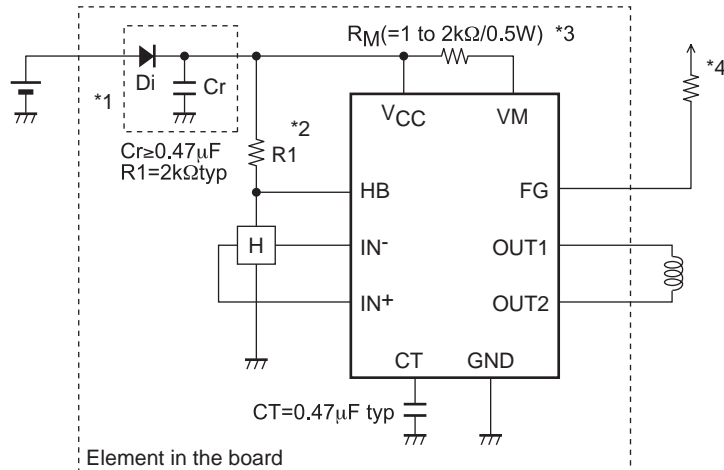 RM(=1 to 2kΩ/0.5W) *3
*4
Di
Cr
*1
VCC
VM
*2
Cr≥0.47μF
R1=2kΩtyp
R1
HB
FG
H
IN-
OUT1
IN+
OUT2
CT
GND
CT=0.47μF typ
Element in the board